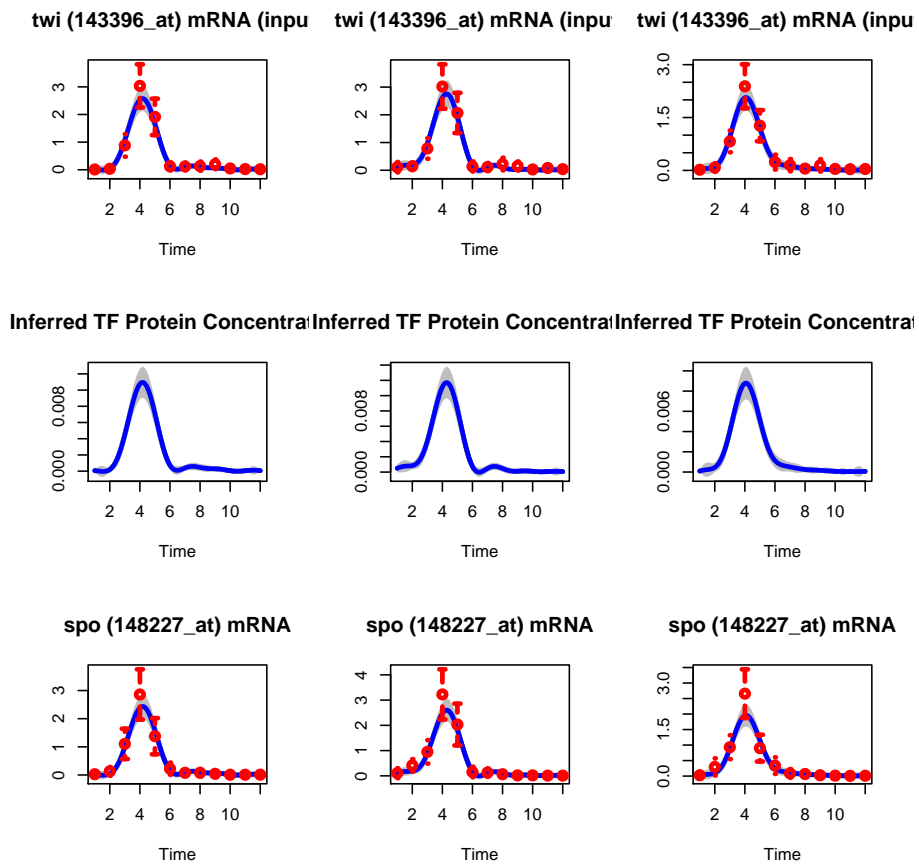 twi (143396_at) mRNA (inpu
3
2
1
0
2 4 6 8 10
Time
twi (143396_at) mRNA (inpu
3
2
1
0
2 4 6 8 10
Time
twi (143396_at) mRNA (inpu
3.0
1.5
0.0
2 4 6 8 10
Time
Inferred TF Protein Concentrat
0.008
0.000
2 4 6 8 10
Time
Inferred TF Protein Concentrat
0.008
0.000
2 4 6 8 10
Time
Inferred TF Protein Concentrat
0.006
0.000
2 4 6 8 10
Time
spo (148227_at) mRNA
3
2
1
0
2 4 6 8 10
Time
spo (148227_at) mRNA
4
3
2
1
0
2 4 6 8 10
Time
spo (148227_at) mRNA
3.0
1.5
0.0
2 4 6 8 10
Time